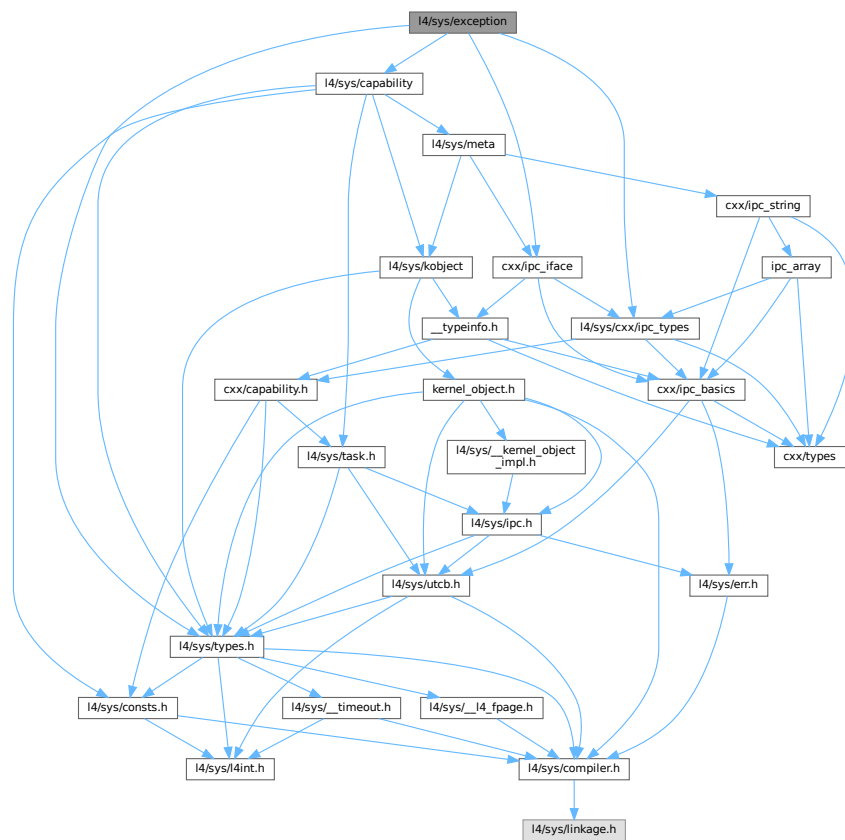 l4/sys/exception
l4/sys/capability
l4/sys/meta
cxx/ipc_string
l4/sys/kobject
cxx/ipc_iface
ipc_array
__typeinfo.h
l4/sys/cxx/ipc_types
cxx/capability.h
kernel_object.h
cxx/ipc_basics
l4/sys/task.h
l4/sys/__kernel_object
_impl.h
cxx/types
l4/sys/ipc.h
l4/sys/utcb.h
l4/sys/err.h
l4/sys/types.h
l4/sys/consts.h
l4/sys/__timeout.h
l4/sys/__l4_fpage.h
l4/sys/l4int.h
l4/sys/compiler.h
l4/sys/linkage.h